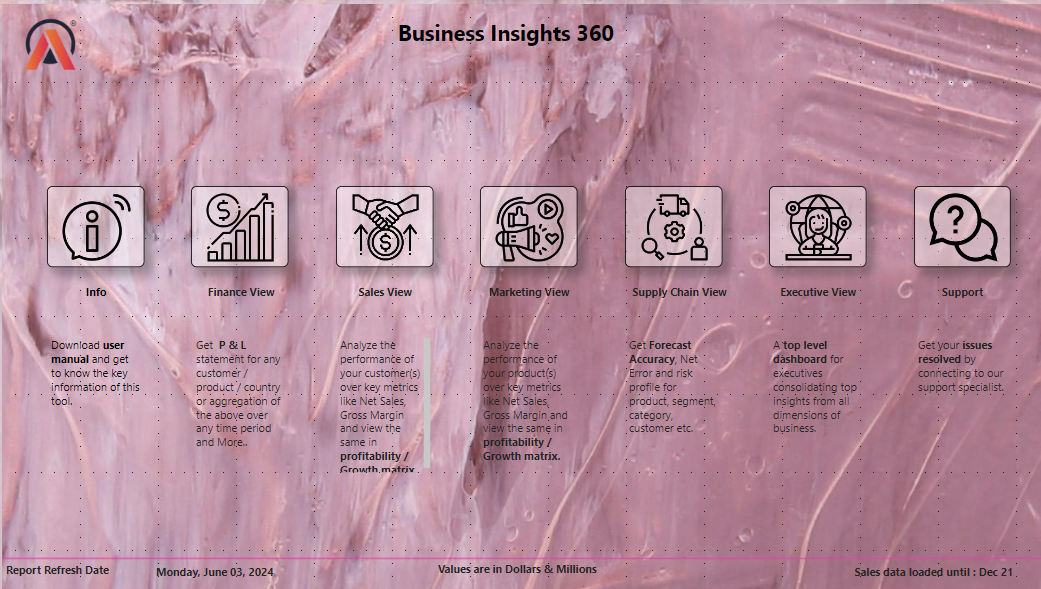 Business Insights 360
Info
Finance View
Sales View
Marketing View
Supply Chain View
Executive View
Support
Download user
manual and get
to know the key
information of this
tool.
Get P & L
statement for any
customer /
product / country
or aggregation of
the above over
any time period
and More..
Analyze the
performance of
your customer(s)
over key metrics
like Net Sales,
Gross Margin
and view the
same in
profitability /
Growth matrix.
Analyze the
performance of
your product(s)
over key metrics
like Net Sales,
Gross Margin and
view the same in
profitability /
Growth matrix.
Get Forecast
Accuracy, Net
Error and risk
profile for
product, segment,
category,
customer etc.
A top level
dashboard for
executives
consolidating top
insights from all
dimensions of
business.
Get your issues
resolved by
connecting to our
support specialist.
Report Refresh Date
Monday, June 03, 2024
Values are in Dollars & Millions
Sales data loaded until : Dec 21